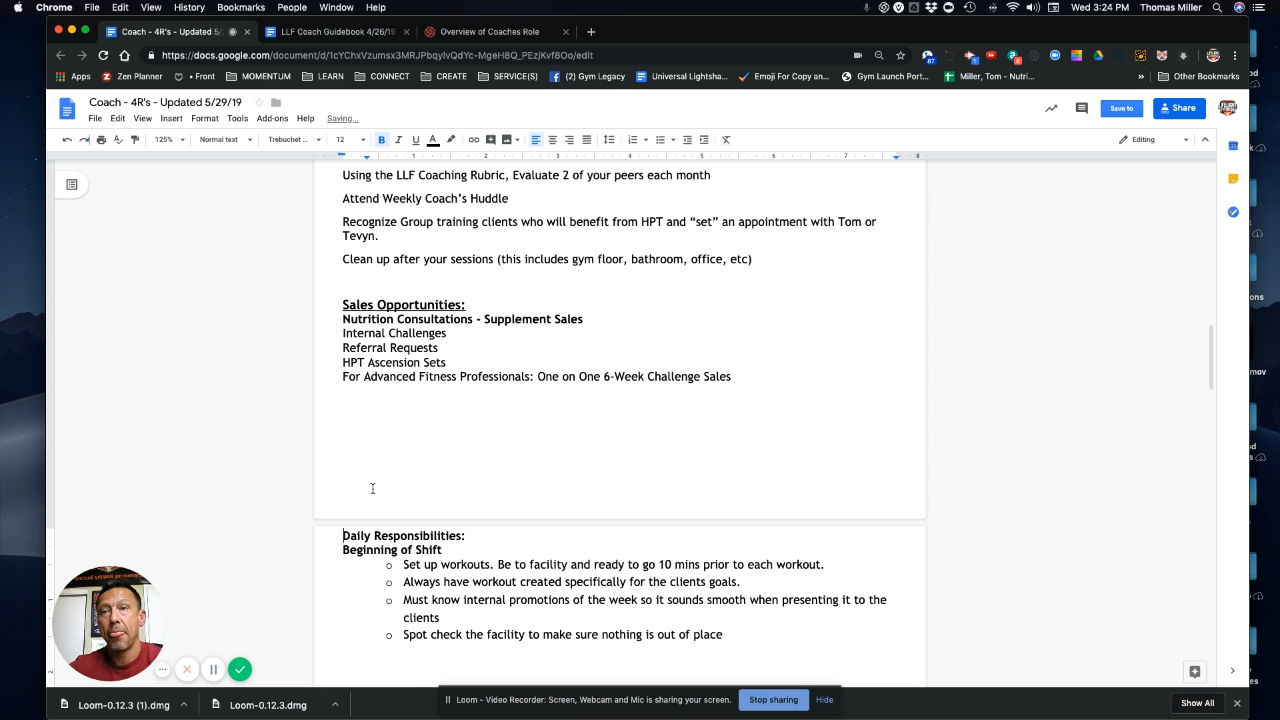 Chrome File Edit View History Bookmarks People Window Help Wed 3:24 PM Thomas Miller
Coach - 4R's - Updated 5/ LLF Coach Guidebook 4/26/19 Overview of Coaches Role
https://docs.google.com/document/d/1cYChxVzumsx3MRJPbqyIvQdYc-MgeH8Q_PEzjKvf8Oo/edit
Apps Zen Planner • Front MOMENTUM LEARN CONNECT CREATE SERVICE(S) (2) Gym Legacy Universal Lightsha... Emoji For Copy an... Gym Launch Port... Miller, Tom - Nutri... » Other Bookmarks
Coach - 4R's - Updated 5/29/19
File Edit View Insert Format Tools Add-ons Help Saving...
Save to Share
125% Normal text Trebuchet ... 12 B I U A Editing
1 2 3 4 5 6 7 8
Using the LLF Coaching Rubric, Evaluate 2 of your peers each month
Attend Weekly Coach's Huddle
Recognize Group training clients who will benefit from HPT and “set” an appointment with Tom or
Tevyn.
Clean up after your sessions (this includes gym floor, bathroom, office, etc)
Sales Opportunities:
Nutrition Consultations - Supplement Sales
Internal Challenges
Referral Requests
HPT Ascension Sets
For Advanced Fitness Professionals: One on One 6-Week Challenge Sales
Daily Responsibilities:
Beginning of Shift
o Set up workouts. Be to facility and ready to go 10 mins prior to each workout.
o Always have workout created specifically for the clients goals.
o Must know internal promotions of the week so it sounds smooth when presenting it to the
clients
o Spot check the facility to make sure nothing is out of place
Loom - Video Recorder: Screen, Webcam and Mic is sharing your screen. Stop sharing Hide
Loom-0.12.3 (1).dmg Loom-0.12.3.dmg Show All